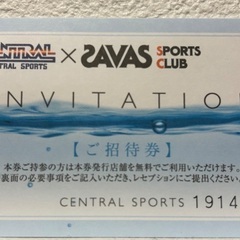 CENTRAL × SAVAS SPORTS CLUB
CENTRAL SPORTS
INVITATION
【ご招待券】
本券ご持参の方は本券発行店舗を無料でご利用いただけます。
裏面の必要事項をご記入いただき、レセプションにご提出ください。
CENTRAL SPORTS 1914